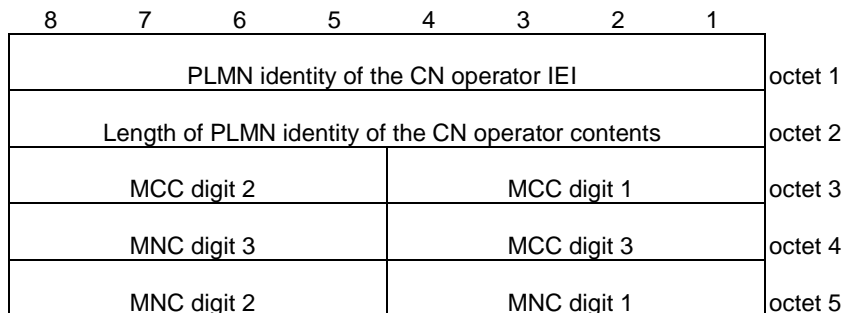 8 7 6 5 4 3 2 1
PLMN identity of the CN operator IEI octet 1
Length of PLMN identity of the CN operator contents octet 2
MCC digit 2 MCC digit 1 octet 3
MNC digit 3 MCC digit 3 octet 4
MNC digit 2 MNC digit 1 octet 5